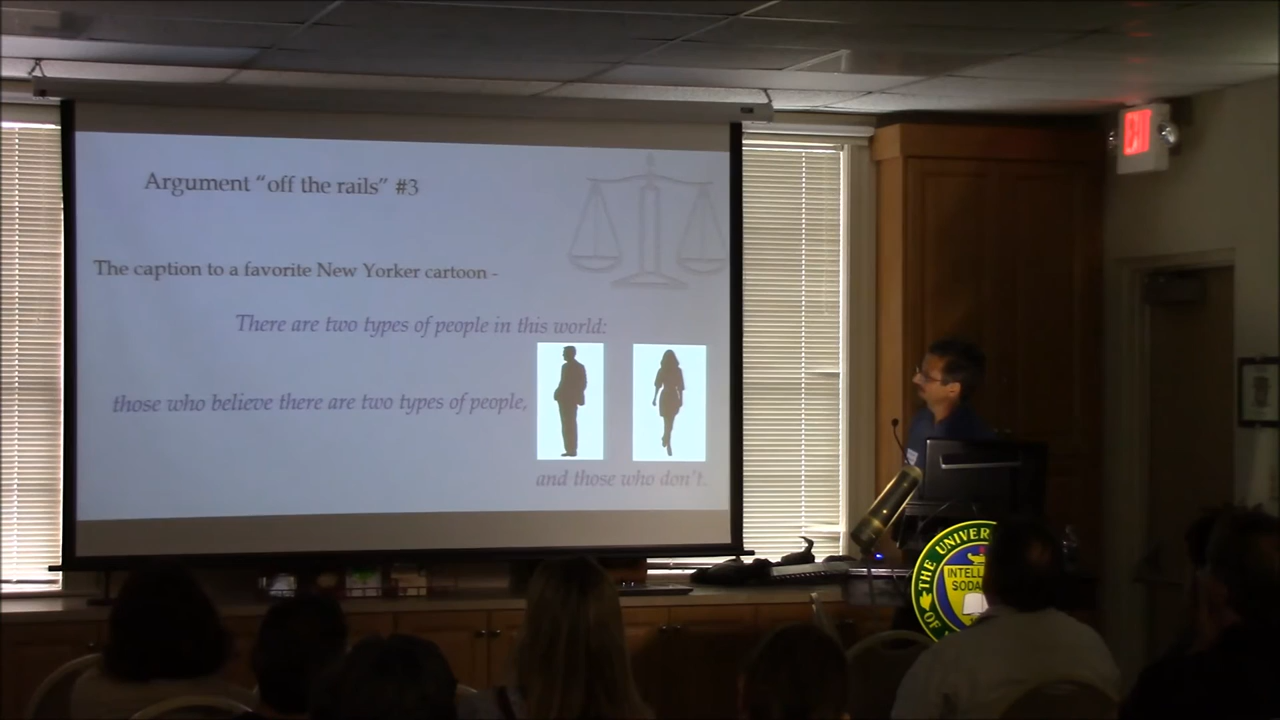 Argument “off the rails” #3
The caption to a favorite New Yorker cartoon -
There are two types of people in this world:
those who believe there are two types of people,
and those who don't.
THE UNIVER
INTELL
SODA
OF